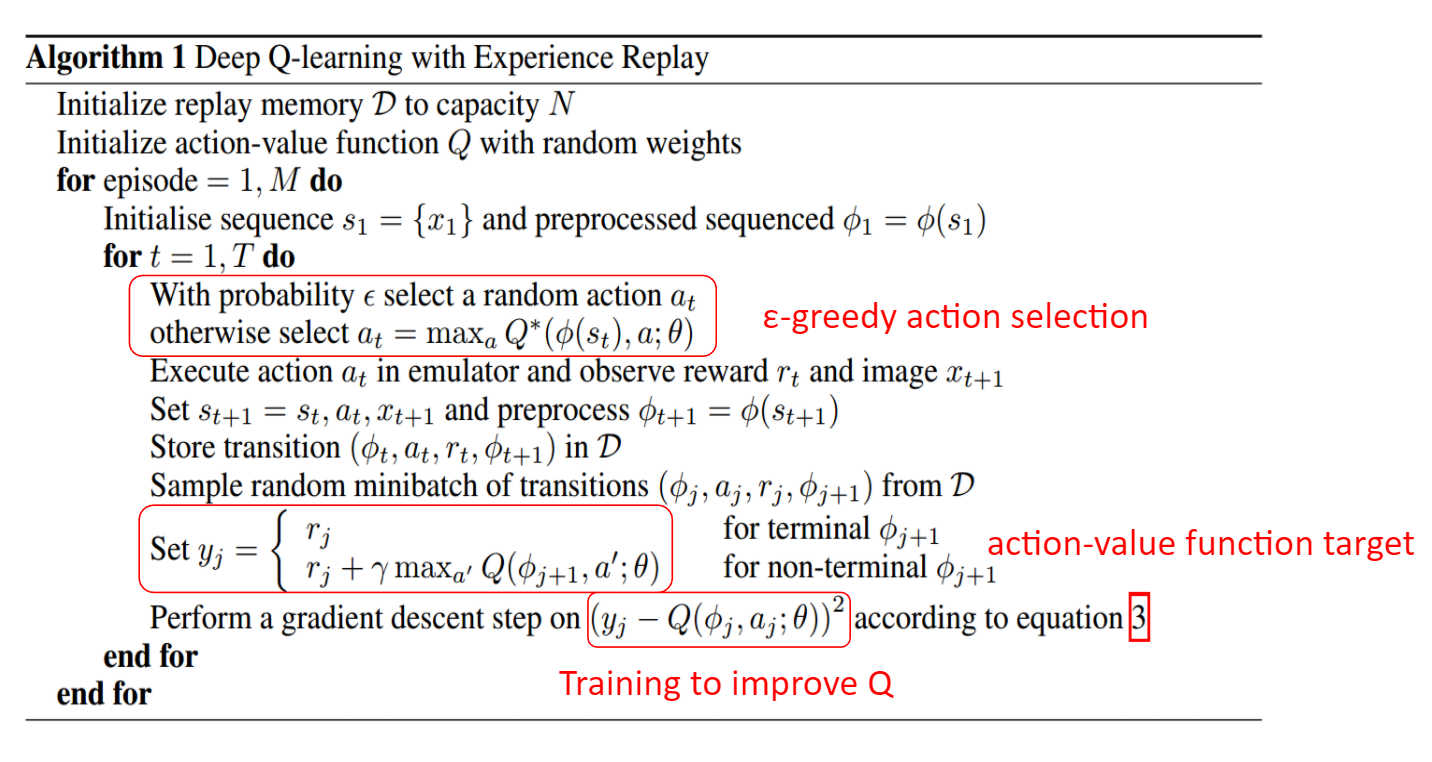 Algorithm 1 Deep Q-learning with Experience Replay
Initialize replay memory 𝒟 to capacity N
Initialize action-value function Q with random weights
for episode = 1, M do
Initialise sequence s₁ = {x₁} and preprocessed sequenced ϕ₁ = ϕ(s₁)
for t = 1, T do
With probability ϵ select a random action aₜ
otherwise select aₜ = maxₐ Q*(ϕ(sₜ), a; θ)
ε-greedy action selection
Execute action aₜ in emulator and observe reward rₜ and image xₜ₊₁
Set sₜ₊₁ = sₜ, aₜ, xₜ₊₁ and preprocess ϕₜ₊₁ = ϕ(sₜ₊₁)
Store transition (ϕₜ, aₜ, rₜ, ϕₜ₊₁) in 𝒟
Sample random minibatch of transitions (ϕⱼ, aⱼ, rⱼ, ϕⱼ₊₁) from 𝒟
Set yⱼ = { rⱼ for terminal ϕⱼ₊₁
rⱼ + γ maxₐ′ Q(ϕⱼ₊₁, a′; θ) for non-terminal ϕⱼ₊₁
action-value function target
Perform a gradient descent step on (yⱼ − Q(ϕⱼ, aⱼ; θ))² according to equation 3
end for
Training to improve Q
end for